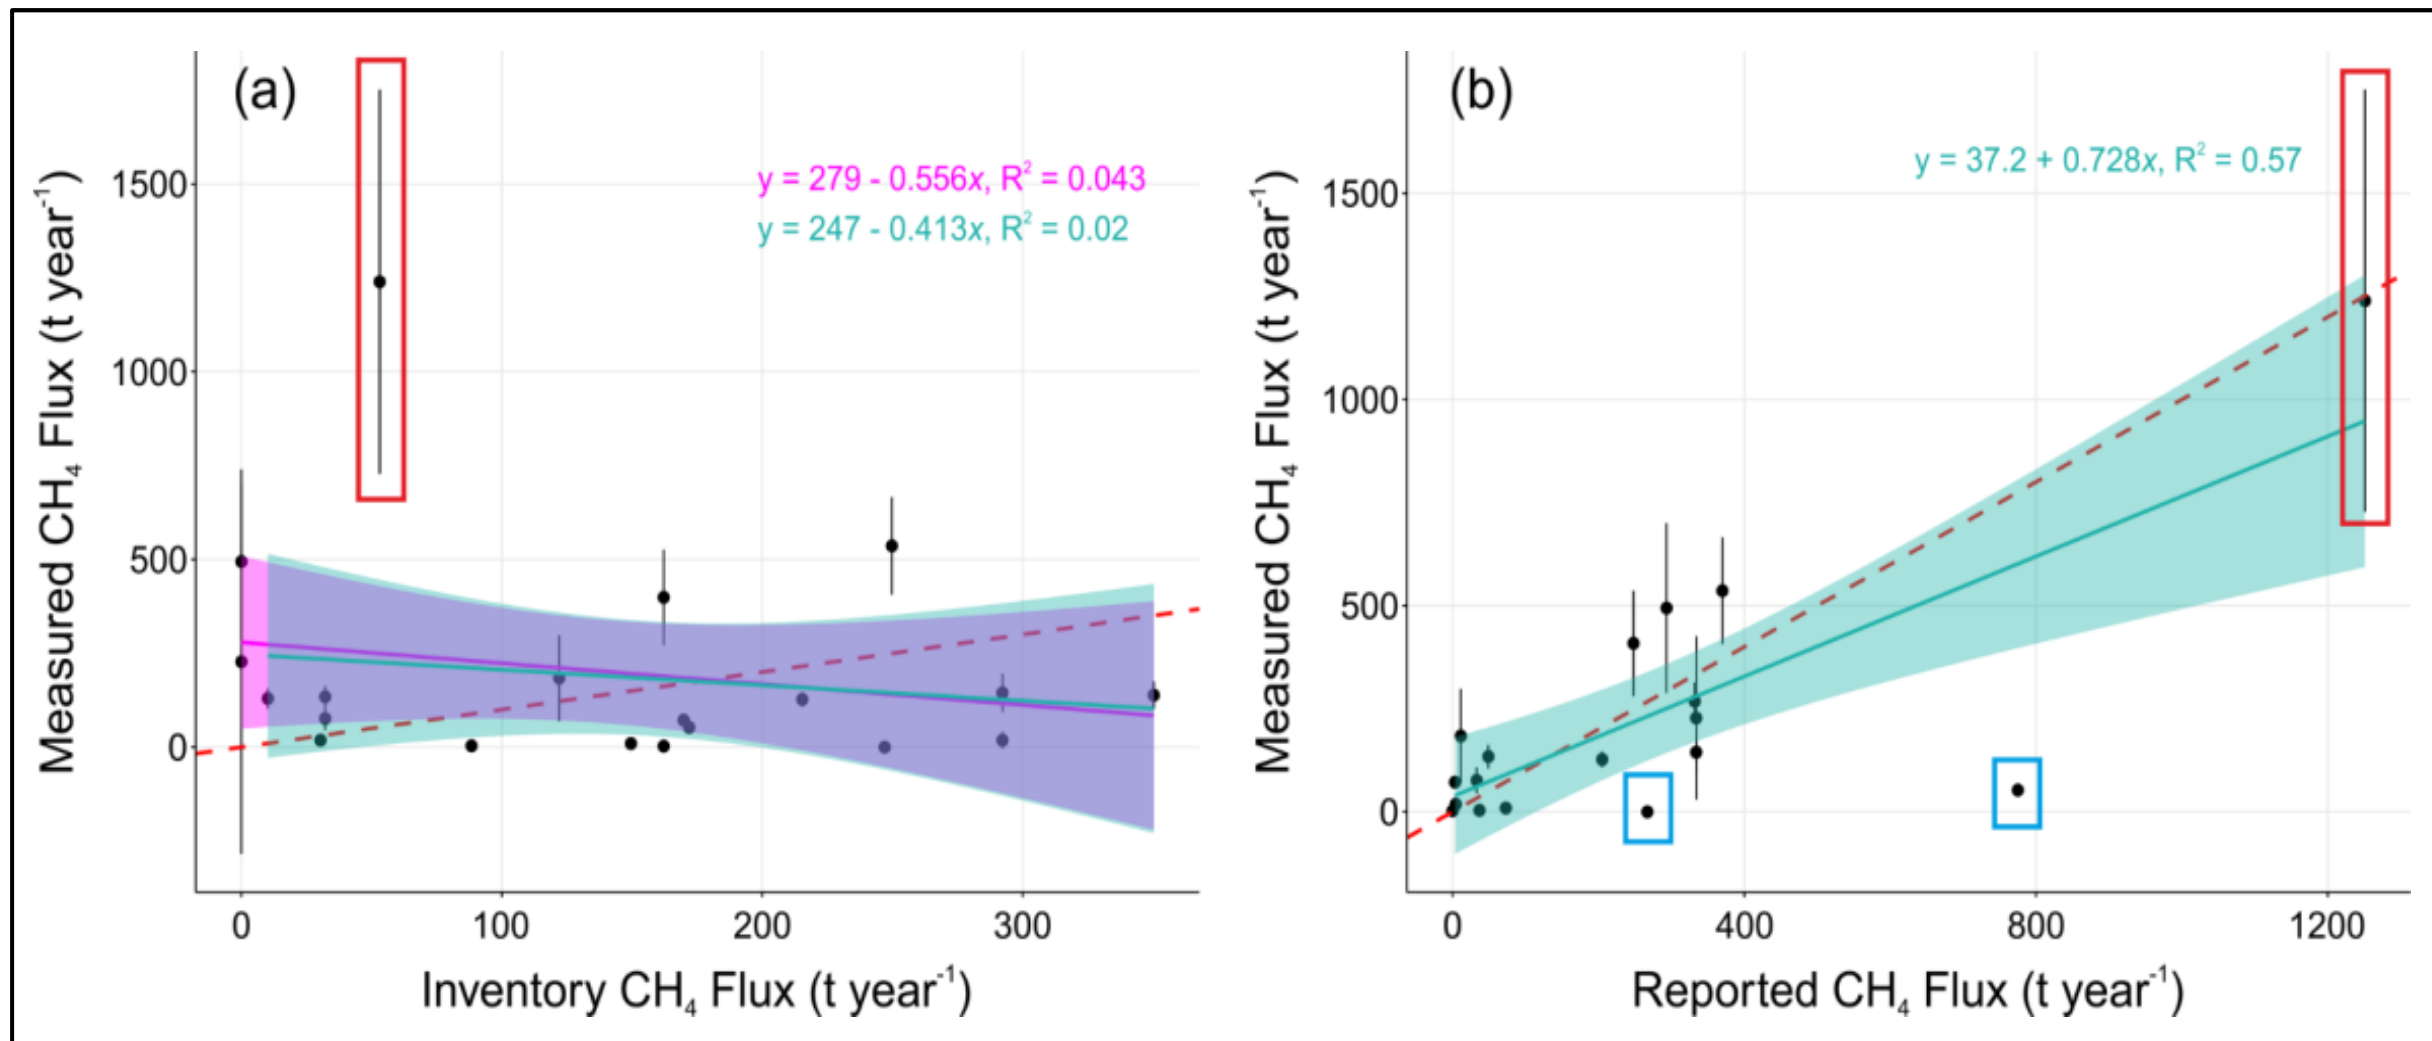 (a)
y = 279 - 0.556x, R² = 0.043
y = 247 - 0.413x, R² = 0.02
Measured CH₄ Flux (t year⁻¹)
1500
1000
500
0
0 100 200 300
Inventory CH₄ Flux (t year⁻¹)
(b)
y = 37.2 + 0.728x, R² = 0.57
Measured CH₄ Flux (t year⁻¹)
1500
1000
500
0
0 400 800 1200
Reported CH₄ Flux (t year⁻¹)